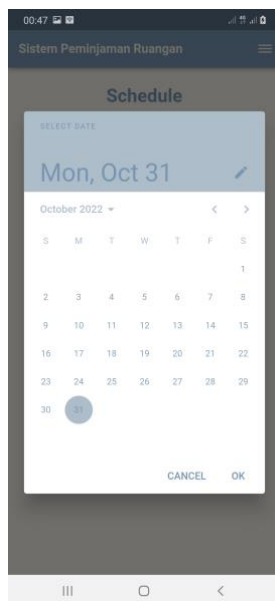 00:47
Sistem Peminjaman Ruangan
Schedule
SELECT DATE
Mon, Oct 31
October 2022
S M T W T F S
1
2 3 4 5 6 7 8
9 10 11 12 13 14 15
16 17 18 19 20 21 22
23 24 25 26 27 28 29
30 31
CANCEL OK